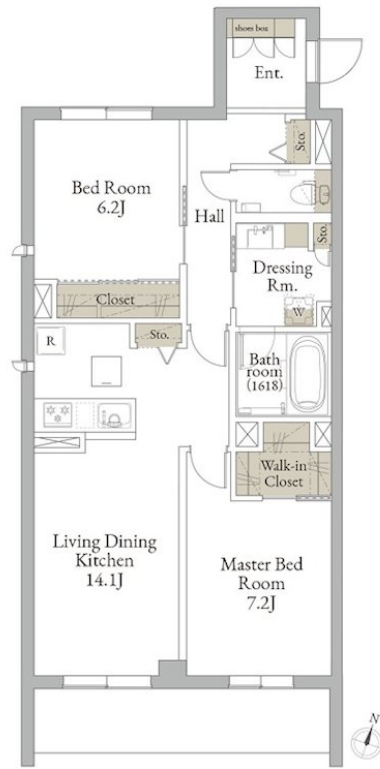 shoes box
Ent.
Sto.
Bed Room
6.2J
Hall
Sto.
Dressing
Rm.
Closet
W
Sto.
R
Bath
room
(1618)
Walk-in
Closet
Living Dining
Kitchen
14.1J
Master Bed
Room
7.2J
N